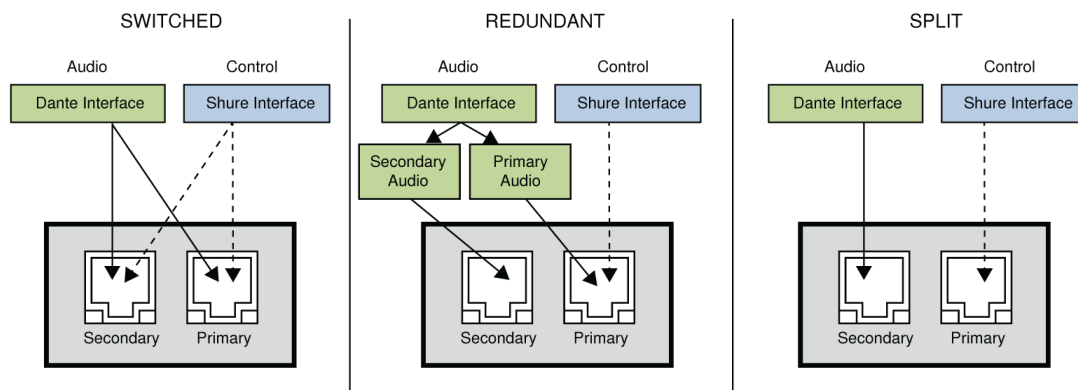 SWITCHED
Audio
Control
Dante Interface
Shure Interface
Secondary
Primary
REDUNDANT
Audio
Control
Dante Interface
Shure Interface
Secondary
Audio
Primary
Audio
Secondary
Primary
SPLIT
Audio
Control
Dante Interface
Shure Interface
Secondary
Primary